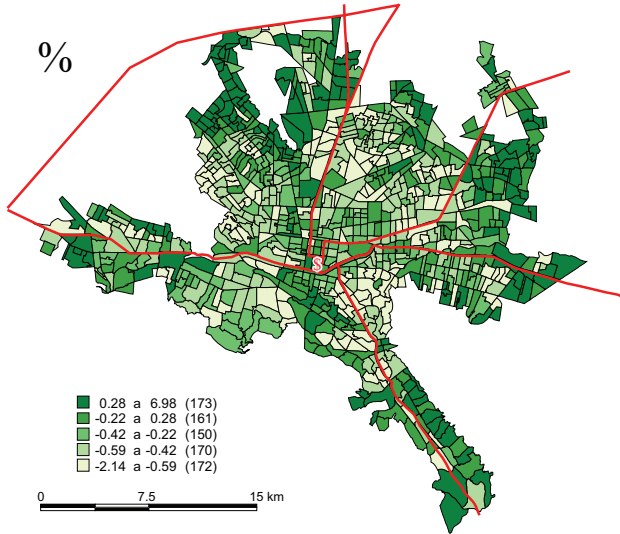 %
$
0.28 a 6.98 (173)
-0.22 a 0.28 (161)
-0.42 a -0.22 (150)
-0.59 a -0.42 (170)
-2.14 a -0.59 (172)
0 7.5 15 km